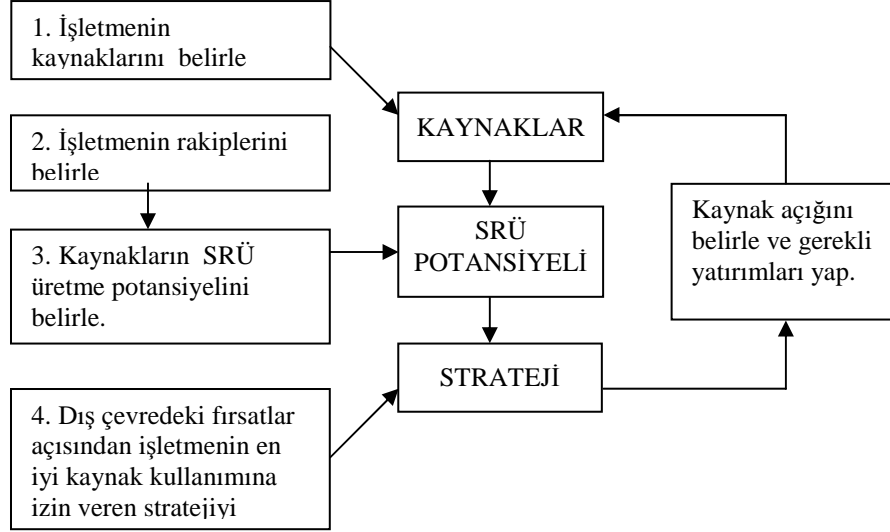 1. İşletmenin
kaynaklarını belirle
KAYNAKLAR
2. İşletmenin rakiplerini
belirle
3. Kaynakların SRÜ
üretme potansiyelini
belirle.
SRÜ
POTANSİYELİ
Kaynak açığını
belirle ve gerekli
yatırımları yap.
STRATEJİ
4. Dış çevredeki fırsatlar
açısından işletmenin en
iyi kaynak kullanımına
izin veren stratejiyi